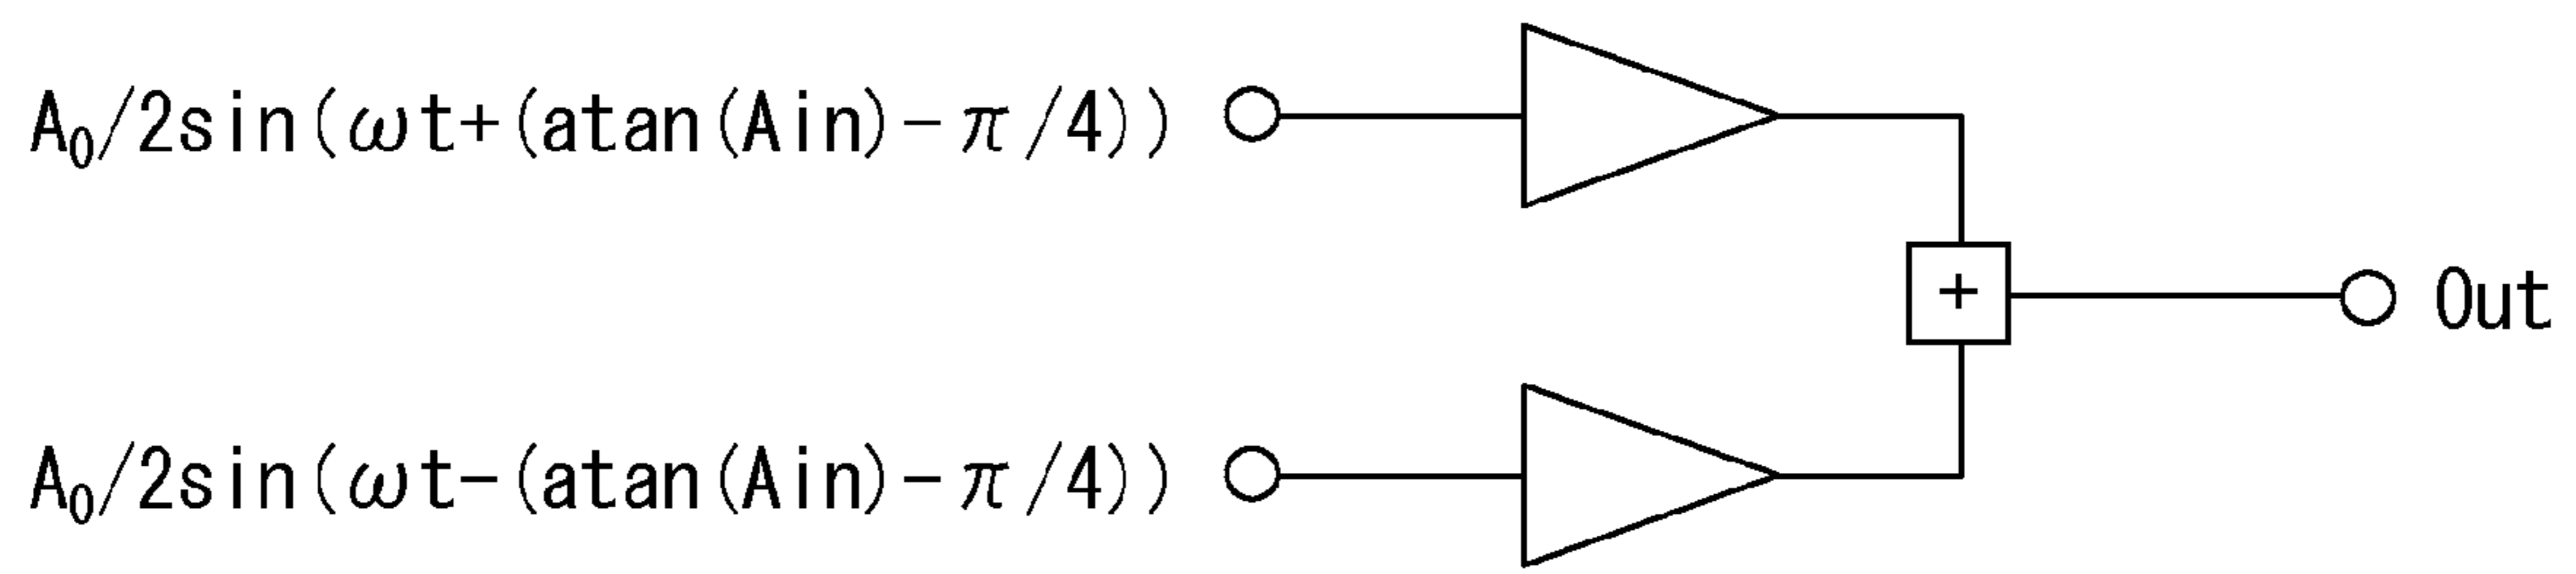 A₀/2sin(ωt+(atan(Ain)-π/4))
+
Out
A₀/2sin(ωt-(atan(Ain)-π/4))